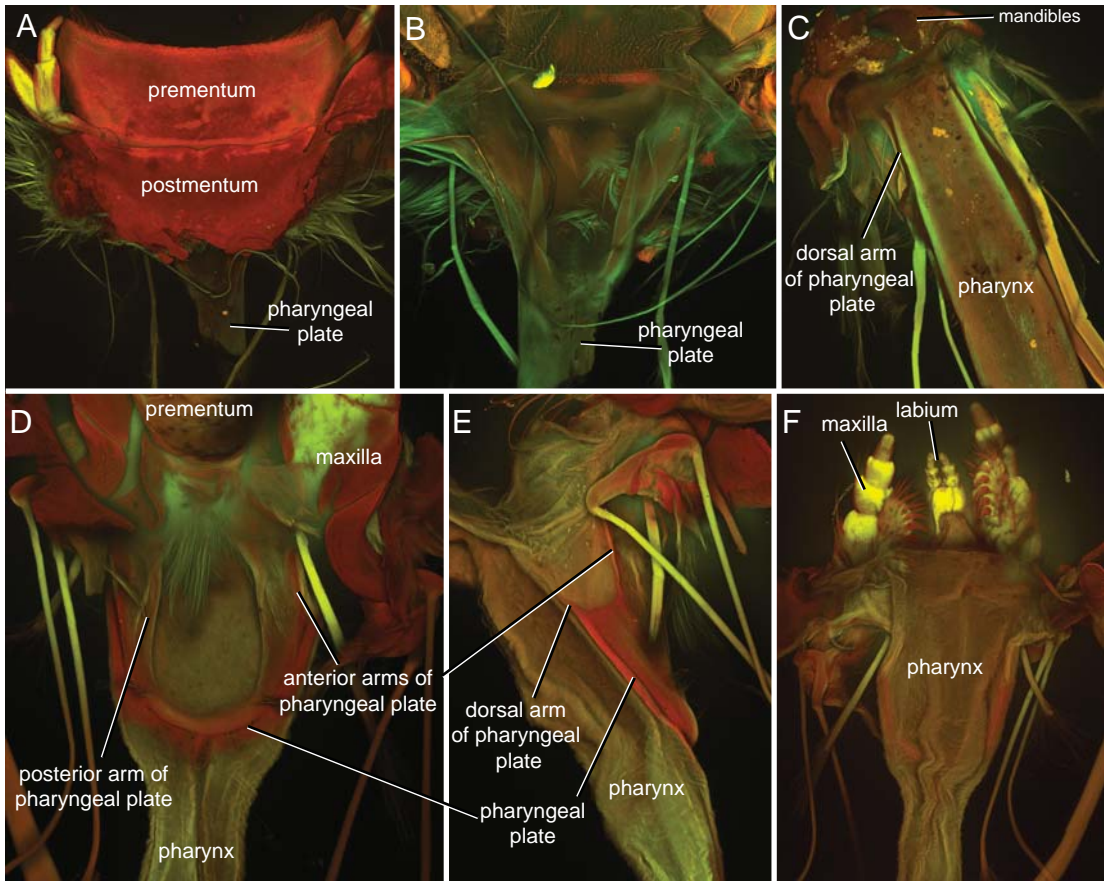 A
prementum
postmentum
pharyngeal
plate
B
pharyngeal
plate
C
mandibles
dorsal arm
of pharyngeal
plate
pharynx
D
prementum
maxilla
anterior arms of
pharyngeal plate
posterior arm of
pharyngeal plate
pharynx
E
dorsal arm
of pharyngeal
plate
pharyngeal
plate
pharynx
F
maxilla
labium
pharynx